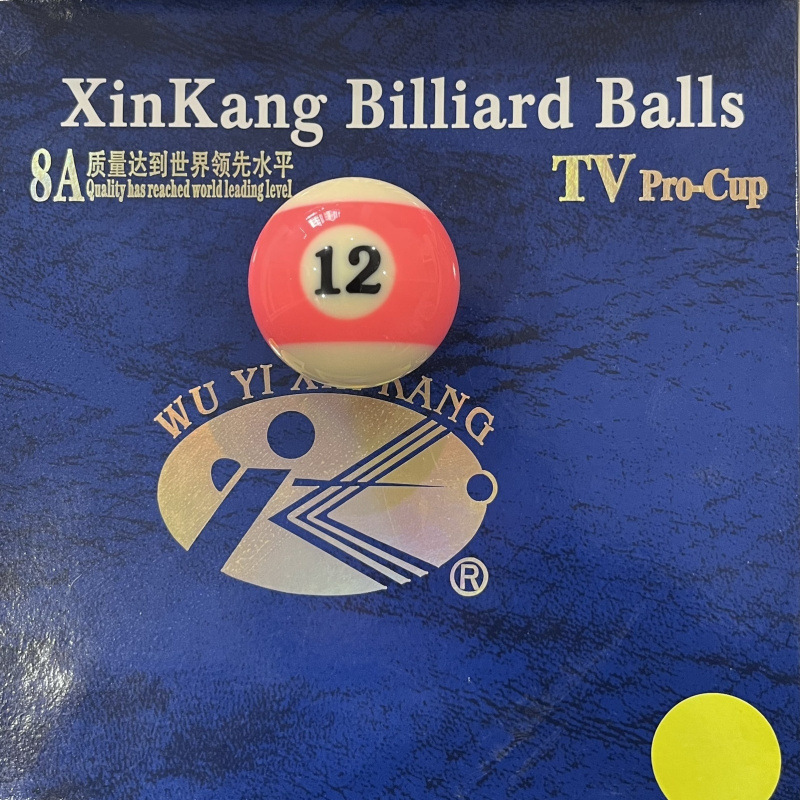 XinKang Billiard Balls
8A 质量达到世界领先水平
Quality has reached world leading level
TV Pro-Cup
12
WU YI XIN KANG
®